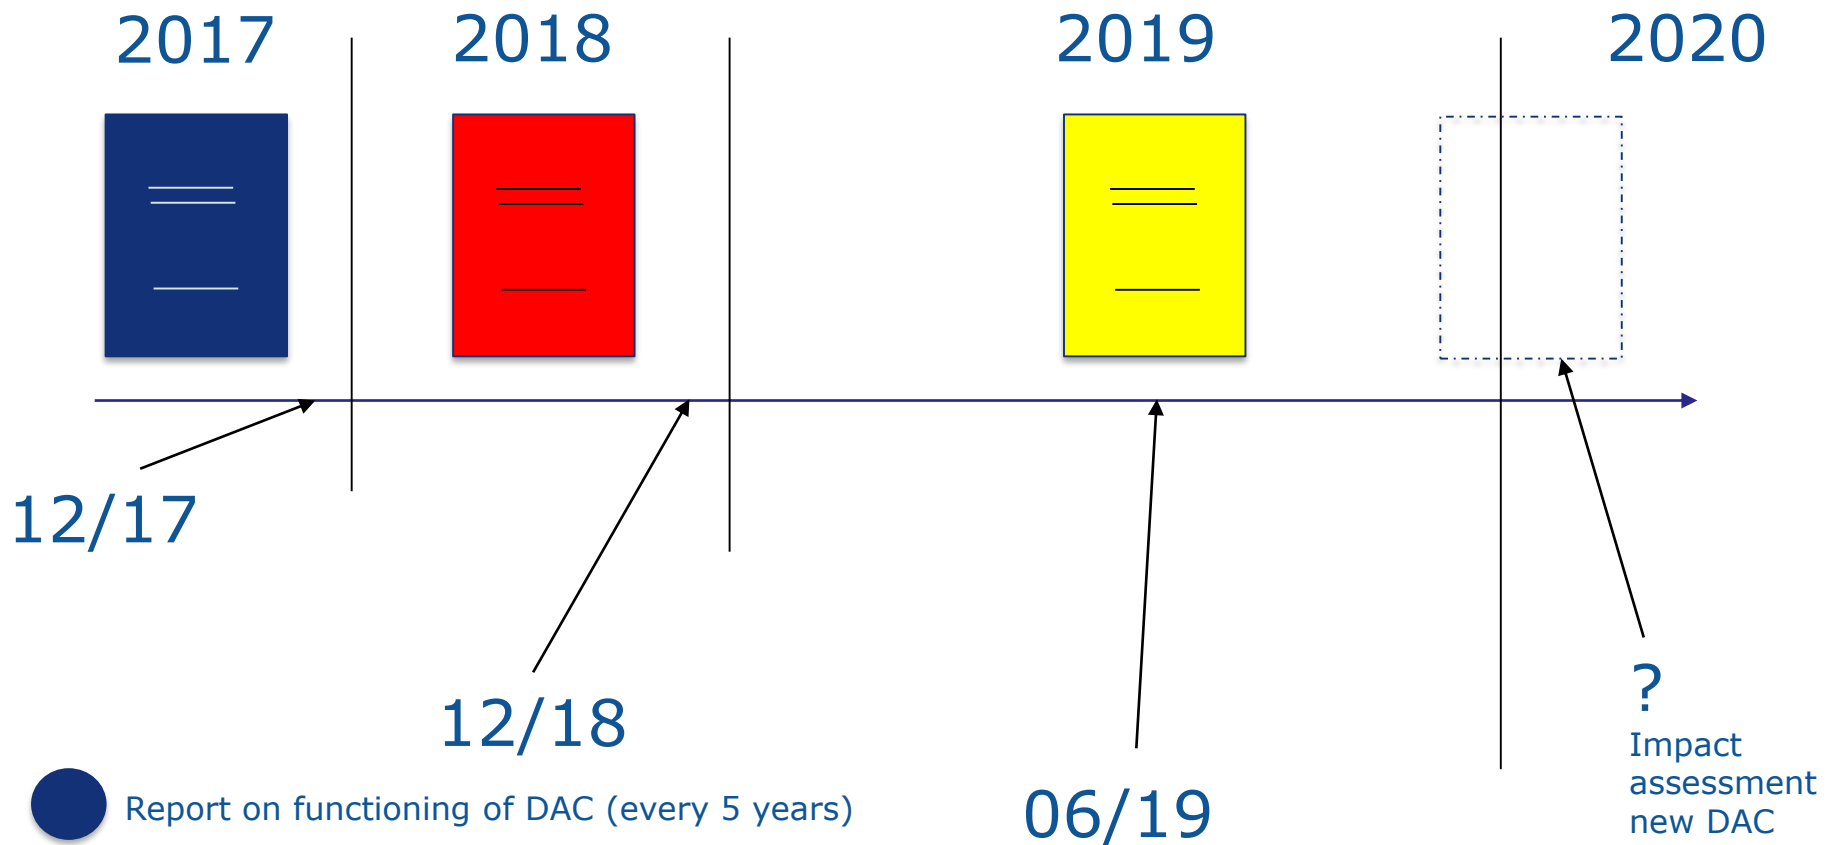 2017
2018
2019
2020
12/17
12/18
06/19
?
Impact
assessment
new DAC
Report on functioning of DAC (every 5 years)